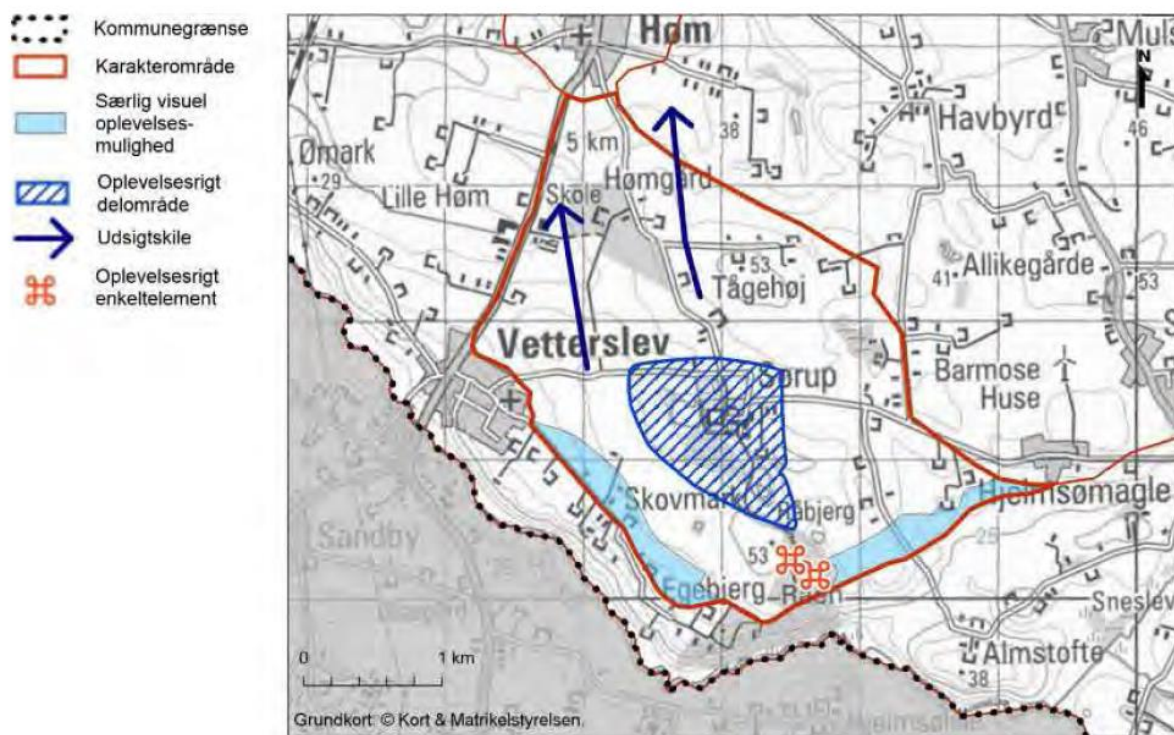 Kommunegrænse
Karakterområde
Særlig visuel
oplevelses-
mulighed
Oplevelsesrigt
delområde
Udsigtskile
Oplevelsesrigt
enkeltelement
Høm
N
Havbyrd
38
46
5 km
Ømark
29
Hømgård
Lille Høm
Skole
Allikegårde
41
53
53
Tågehøj
Vetterslev
Sørup
Barmose
Huse
Skovmark
Råbjerg
Hjelmsømagle
25
Sandby
53
Egebjerg
Sneslev
Almstofte
38
0 1 km
Grundkort © Kort & Matrikelstyrelsen.